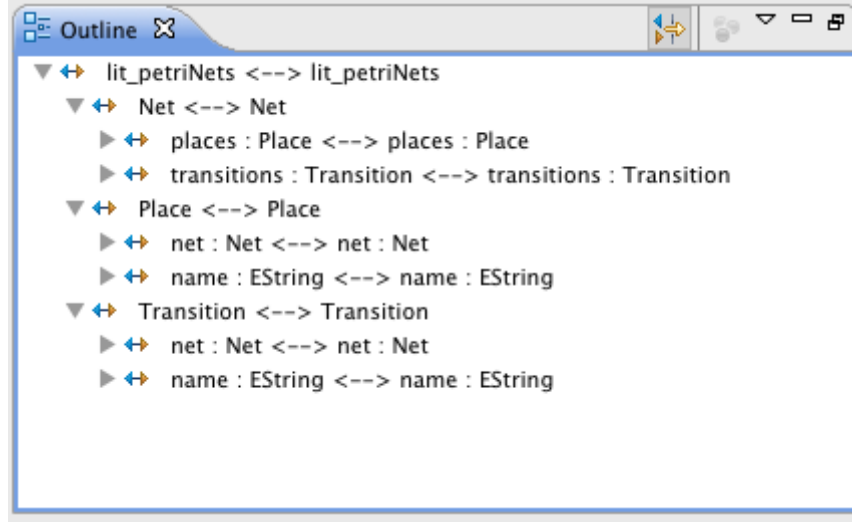 Outline
lit_petriNets <--> lit_petriNets
Net <--> Net
places : Place <--> places : Place
transitions : Transition <--> transitions : Transition
Place <--> Place
net : Net <--> net : Net
name : EString <--> name : EString
Transition <--> Transition
net : Net <--> net : Net
name : EString <--> name : EString